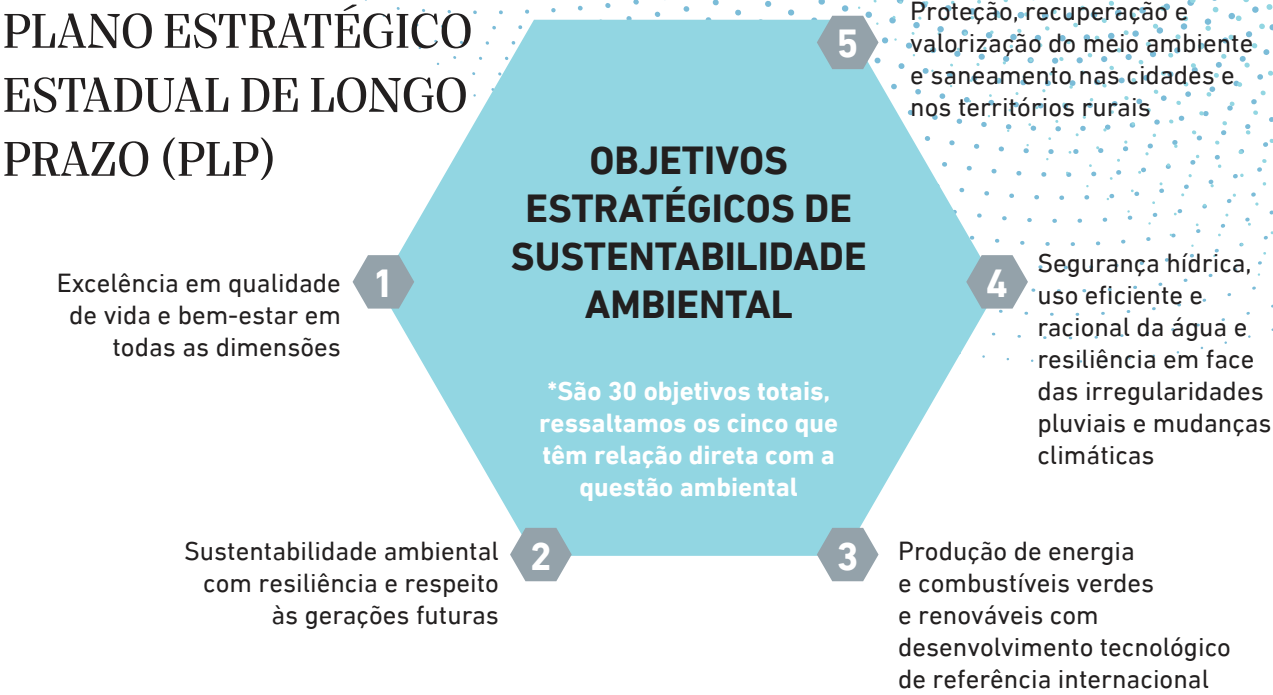 PLANO ESTRATÉGICO
ESTADUAL DE LONGO
PRAZO (PLP)
OBJETIVOS
ESTRATÉGICOS DE
SUSTENTABILIDADE
AMBIENTAL
*São 30 objetivos totais,
ressaltamos os cinco que
têm relação direta com a
questão ambiental
1
Excelência em qualidade
de vida e bem-estar em
todas as dimensões
2
Sustentabilidade ambiental
com resiliência e respeito
às gerações futuras
3
Produção de energia
e combustíveis verdes
e renováveis com
desenvolvimento tecnológico
de referência internacional
4
Segurança hídrica,
uso eficiente e
racional da água e
resiliência em face
das irregularidades
pluviais e mudanças
climáticas
5
Proteção, recuperação e
valorização do meio ambiente
e saneamento nas cidades e
nos territórios rurais